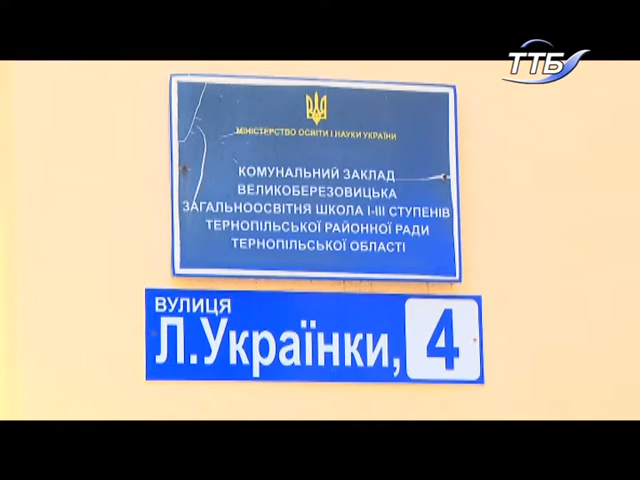 ТТБ
МІНІСТЕРСТВО ОСВІТИ І НАУКИ УКРАЇНИ
КОМУНАЛЬНИЙ ЗАКЛАД
ВЕЛИКОБЕРЕЗОВИЦЬКА
ЗАГАЛЬНООСВІТНЯ ШКОЛА І-ІІІ СТУПЕНІВ
ТЕРНОПІЛЬСЬКОЇ РАЙОННОЇ РАДИ
ТЕРНОПІЛЬСЬКОЇ ОБЛАСТІ
ВУЛИЦЯ
Л.Українки, 4